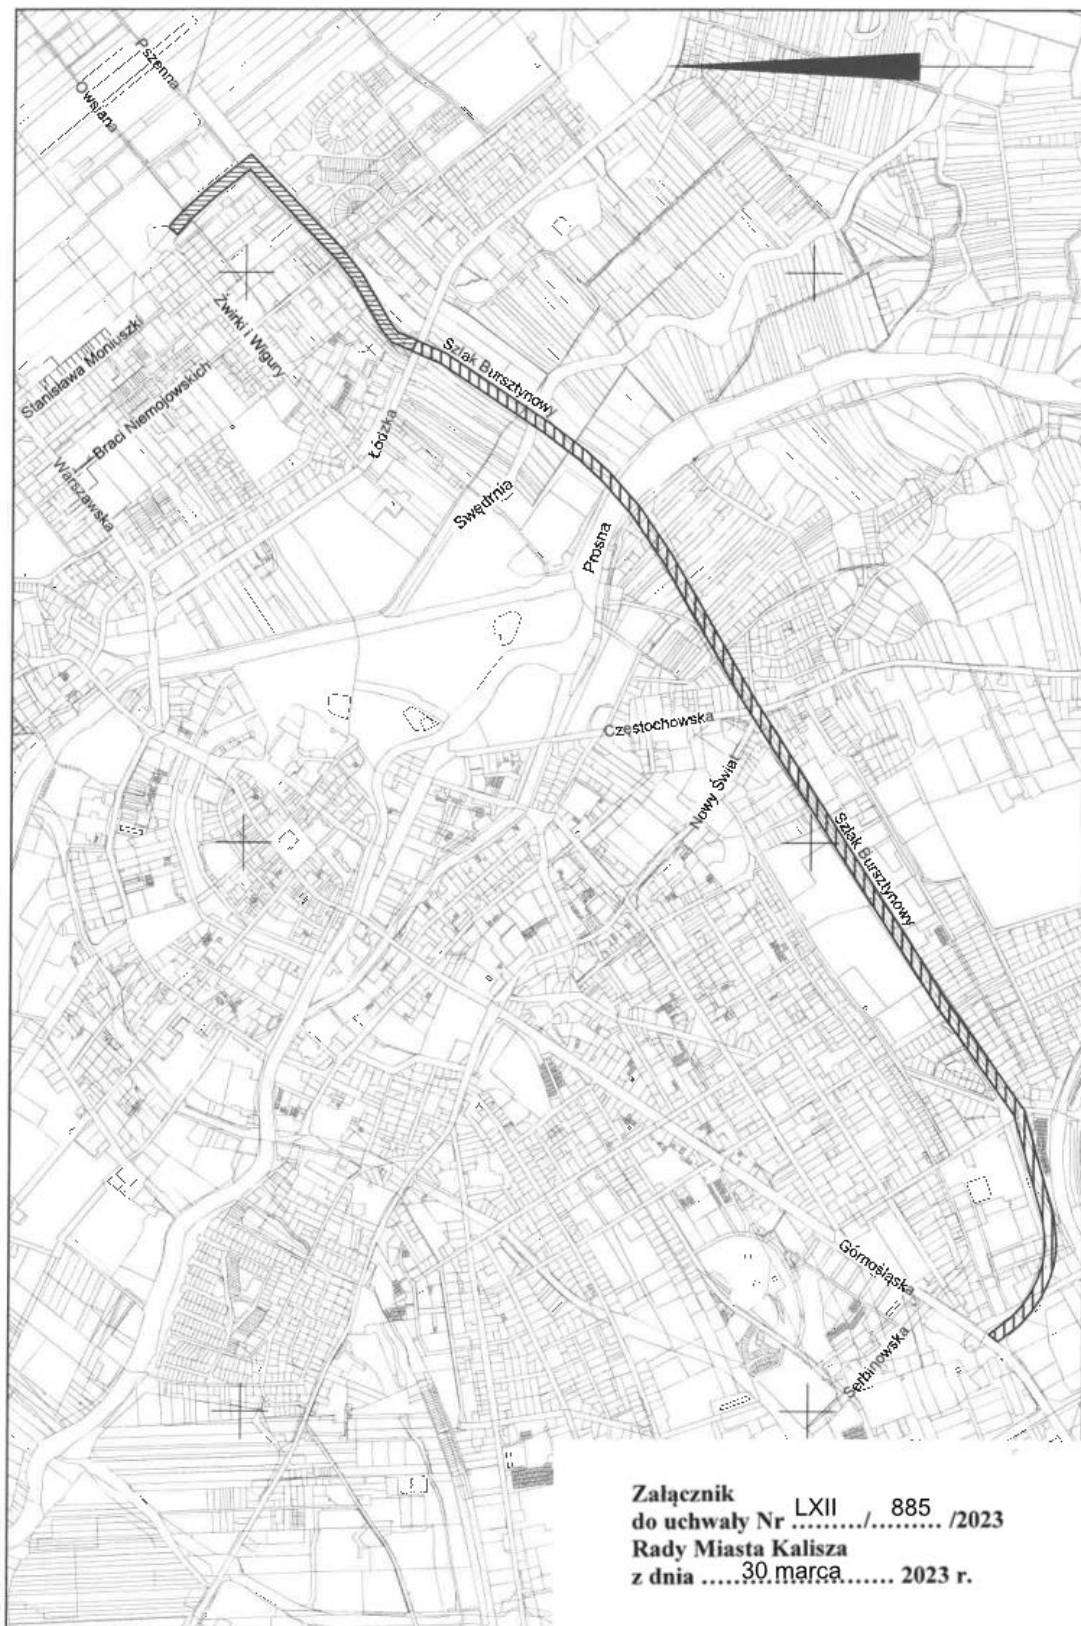 Pszenna
Owsiana
Stanisława Moniuszki
Żwirki i Wigury
Braci Niemojowskich
Warszawska
Łódzka
Szlak Bursztynowy
Swędrnia
Prosna
Częstochowska
Nowy Świat
Szlak Bursztynowy
Górnośląska
Serbinowska
Załącznik
do uchwały Nr LXII ........./......... 885 /2023
Rady Miasta Kalisza
z dnia .....30 marca......... 2023 r.